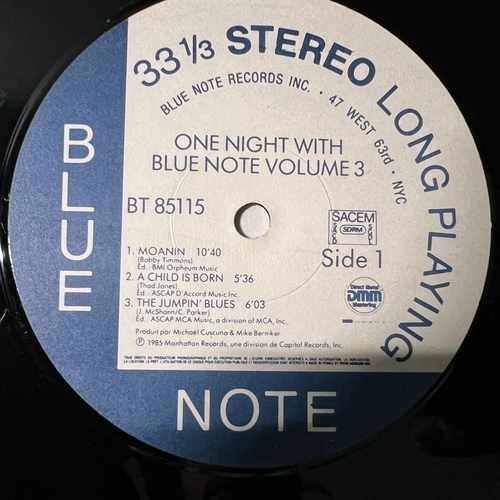 33 1/3 STEREO LONG PLAYING
BLUE NOTE RECORDS INC. · 47 WEST 63rd · NYC
ONE NIGHT WITH
BLUE NOTE VOLUME 3
BT 85115
SACEM
SDRM
Side 1
1. MOANIN 10'40
(Bobby Timmons)
Ed.: BMI Orpheum Music
2. A CHILD IS BORN 5'36
(Thad Jones)
Ed.: ASCAP D'Accord Music Inc.
3. THE JUMPIN' BLUES 6'03
(J. McShann/C. Parker)
Ed.: ASCAP MCA Music, a division of MCA, Inc.
Direct Metal
DMM
Mastering
Produit par Michael Cuscuna & Mike Berniker
℗ 1985 Manhattan Records, une division de Capitol Records, Inc.
BLUE
NOTE